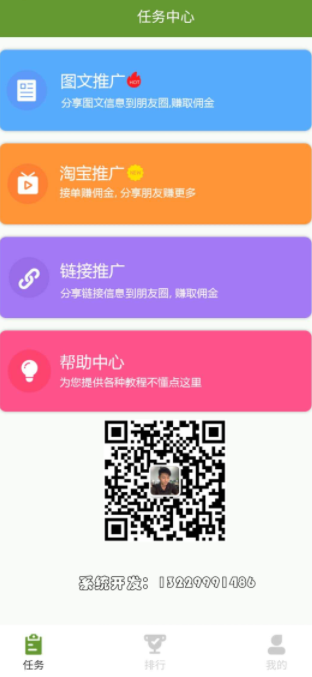 任务中心
图文推广 HOT
分享图文信息到朋友圈,赚取佣金
淘宝推广
接单赚佣金, 分享朋友赚更多
链接推广
分享链接信息到朋友圈, 赚取佣金
帮助中心
为您提供各种教程不懂点这里
系统开发: 13229991486
任务 排行 我的